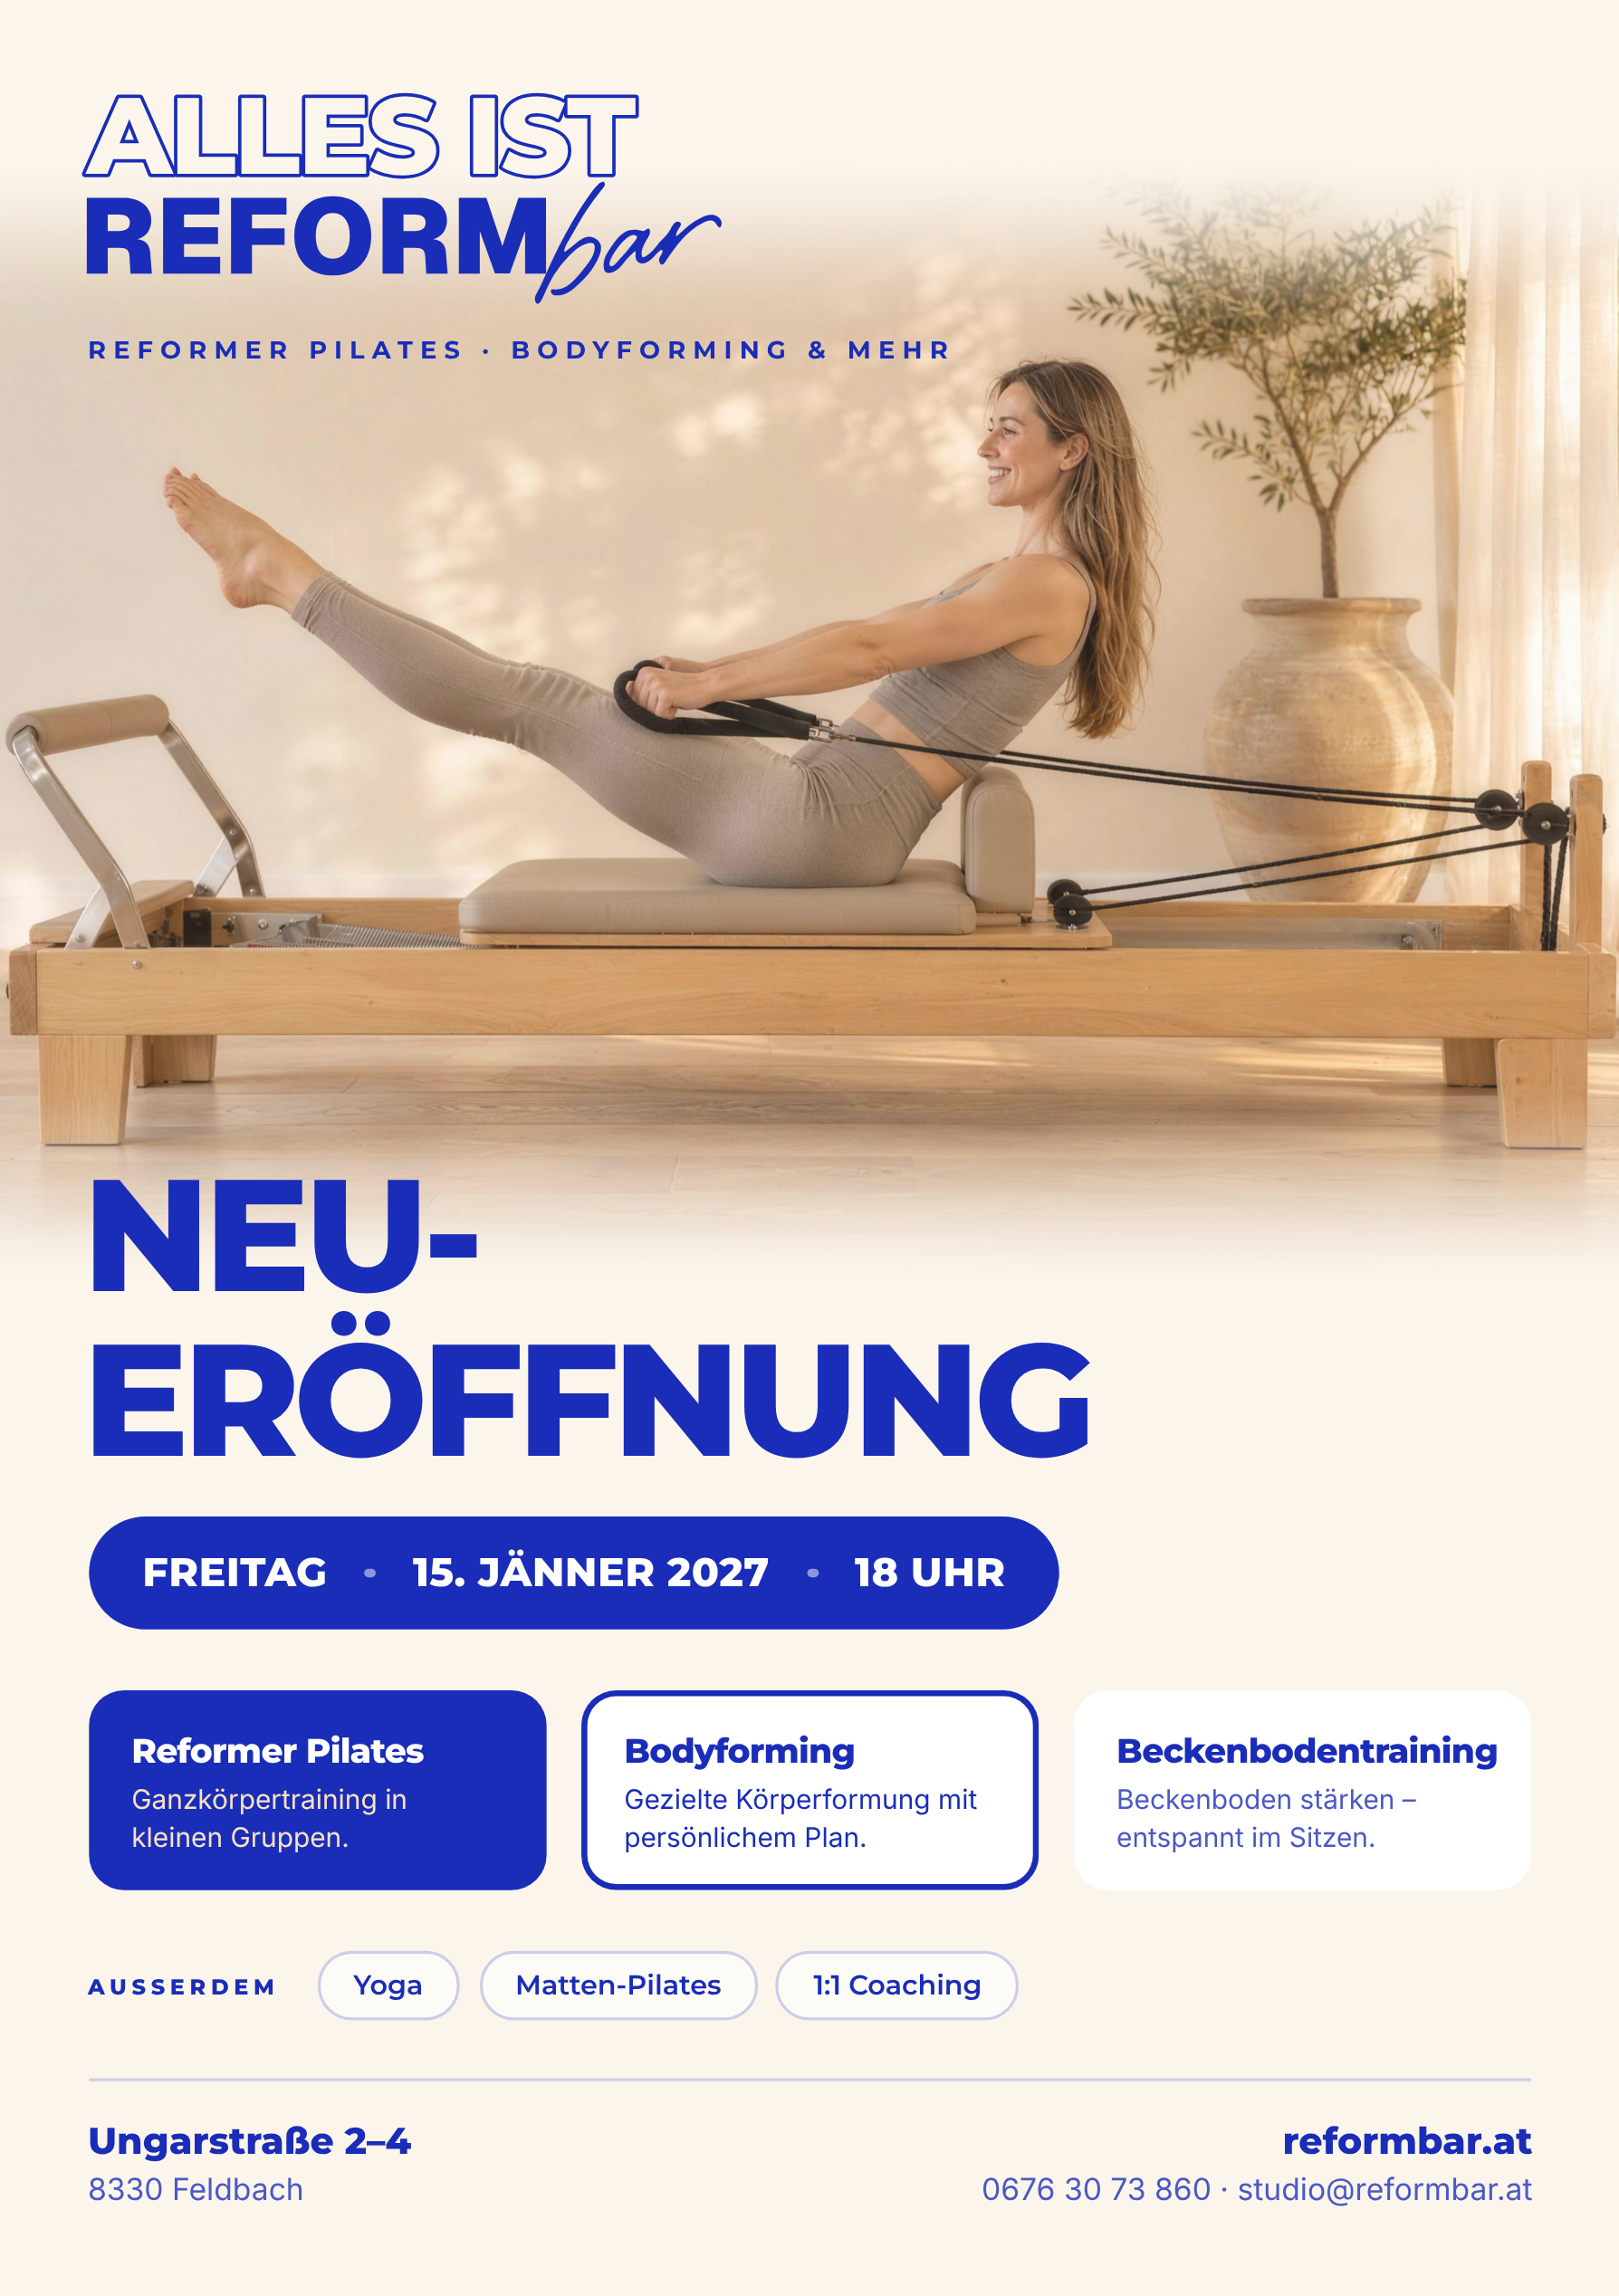 ALLES IST
REFORMbar
REFORMER PILATES · BODYFORMING & MEHR
NEU-
ERÖFFNUNG
FREITAG • 15. JÄNNER 2027 • 18 UHR
Reformer Pilates
Ganzkörpertraining in
kleinen Gruppen.
Bodyforming
Gezielte Körperformung mit
persönlichem Plan.
Beckenbodentraining
Beckenboden stärken –
entspannt im Sitzen.
AUSSERDEM Yoga Matten-Pilates 1:1 Coaching
Ungarstraße 2–4
8330 Feldbach
reformbar.at
0676 30 73 860 · studio@reformbar.at